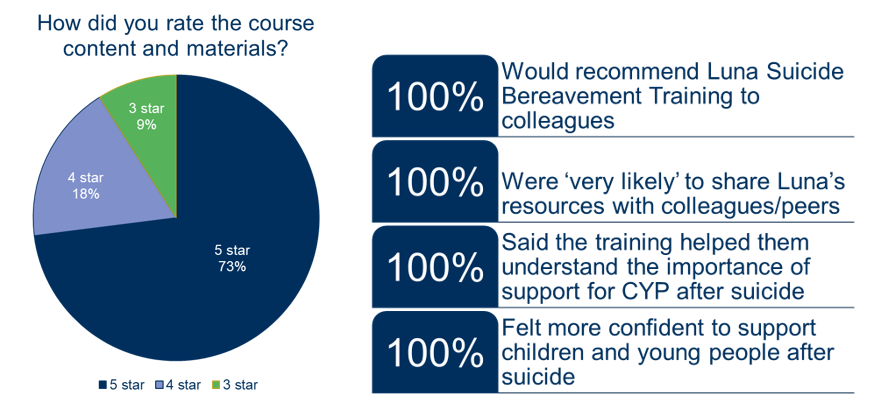 How did you rate the course
content and materials?
3 star
9%
4 star
18%
5 star
73%
5 star 4 star 3 star
100%
Would recommend Luna Suicide
Bereavement Training to
colleagues
100%
Were ‘very likely’ to share Luna’s
resources with colleagues/peers
100%
Said the training helped them
understand the importance of
support for CYP after suicide
100%
Felt more confident to support
children and young people after
suicide